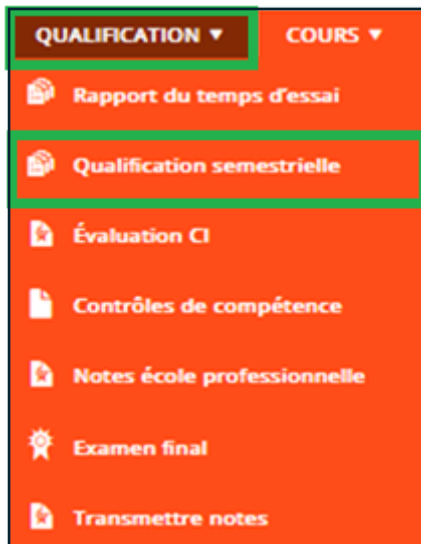 QUALIFICATION ▼ COURS ▼
Rapport du temps d'essai
Qualification semestrielle
Évaluation CI
Contrôles de compétence
Notes école professionnelle
Examen final
Transmettre notes